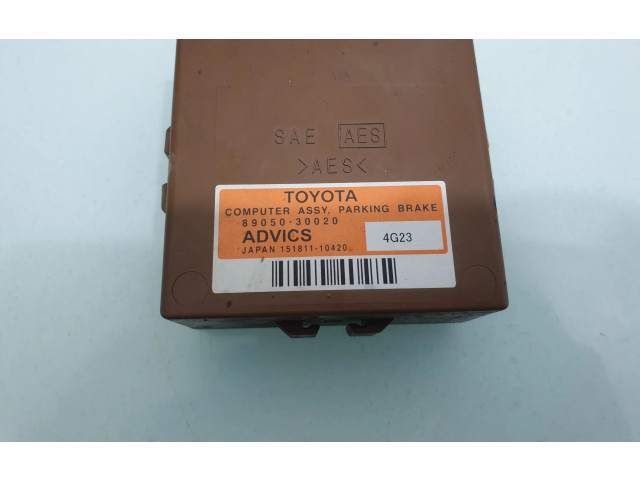 SAE AES
>AES<
TOYOTA
COMPUTER ASSY, PARKING BRAKE
89050-30020
ADVICS 4G23
JAPAN 151811-10420